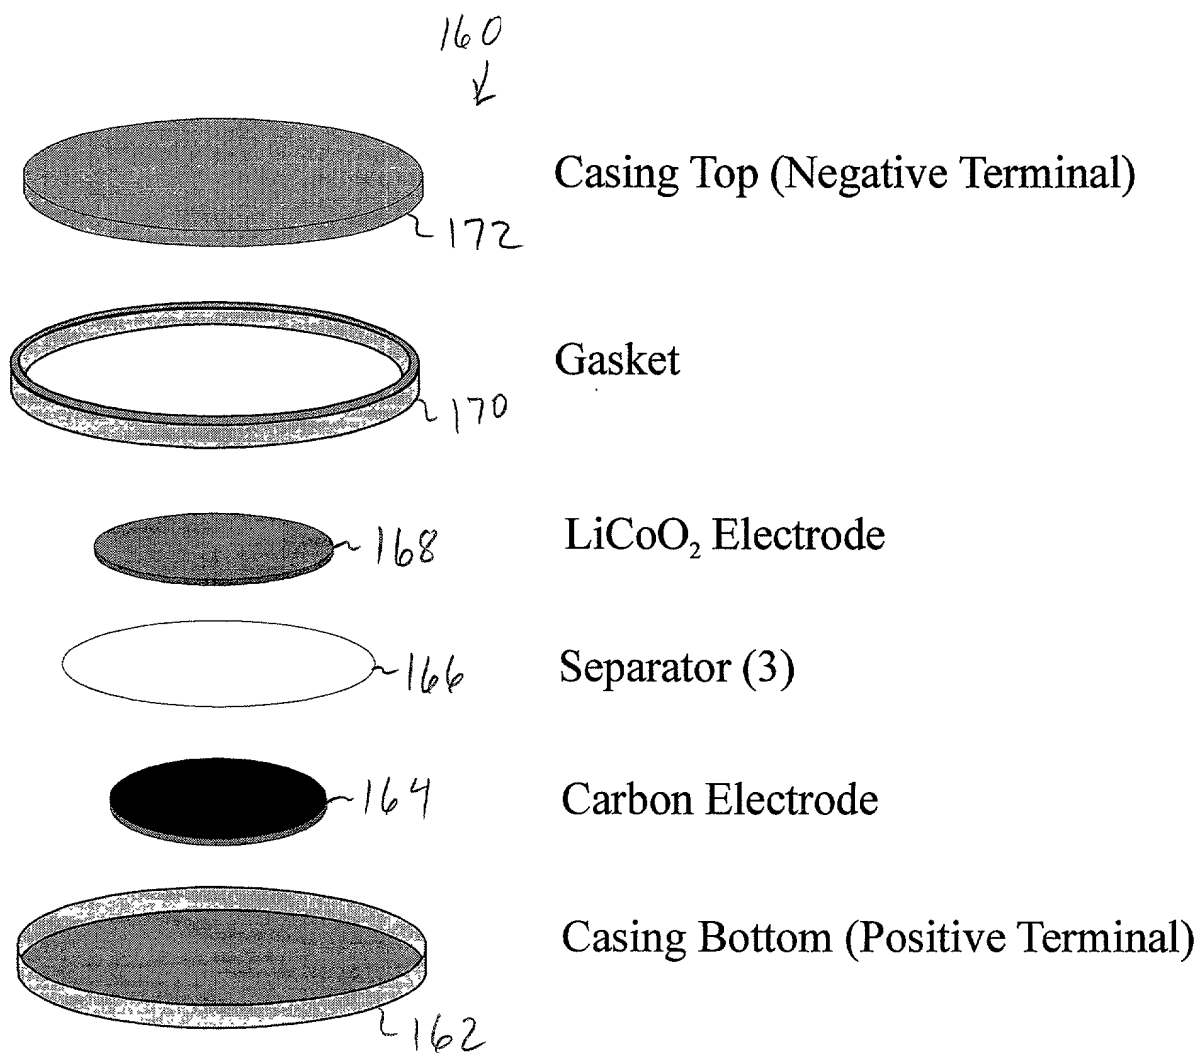 160
Casing Top (Negative Terminal)
172
Gasket
170
LiCoO₂ Electrode
168
Separator (3)
166
Carbon Electrode
164
Casing Bottom (Positive Terminal)
162